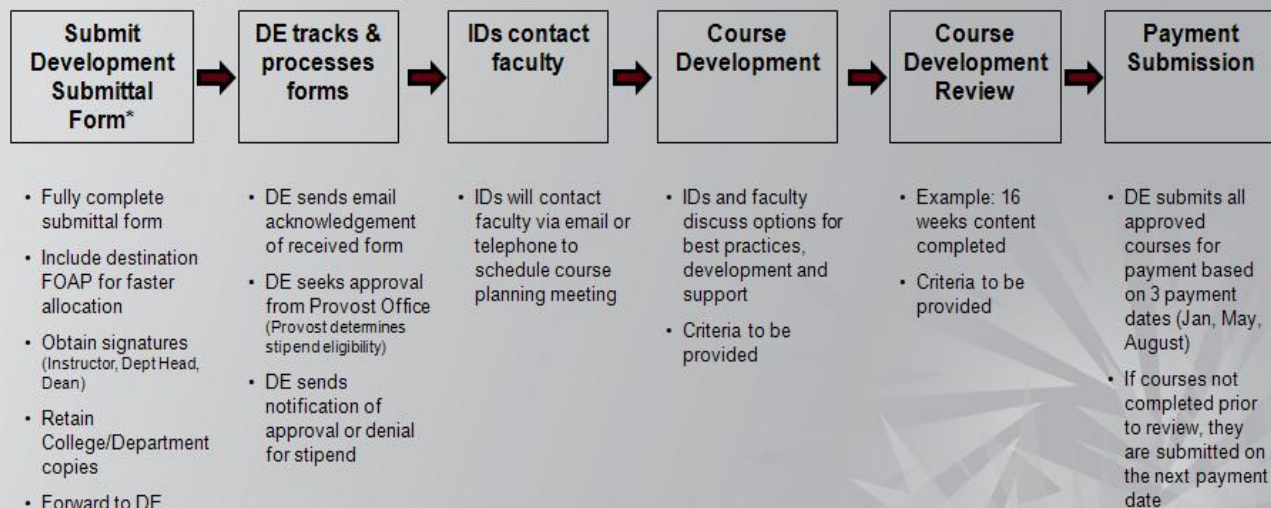 Submit
Development
Submittal
Form*
DE tracks &
processes
forms
IDs contact
faculty
Course
Development
Course
Development
Review
Payment
Submission
• Fully complete
submittal form
• Include destination
FOAP for faster
allocation
• Obtain signatures
(Instructor, Dept Head,
Dean)
• Retain
College/Department
copies
• Forward to DE
• DE sends email
acknowledgement
of received form
• DE seeks approval
from Provost Office
(Provost determines
stipend eligibility)
• DE sends
notification of
approval or denial
for stipend
• IDs will contact
faculty via email or
telephone to
schedule course
planning meeting
• IDs and faculty
discuss options for
best practices,
development and
support
• Criteria to be
provided
• Example: 16
weeks content
completed
• Criteria to be
provided
• DE submits all
approved
courses for
payment based
on 3 payment
dates (Jan, May,
August)
• If courses not
completed prior
to review, they
are submitted on
the next payment
date